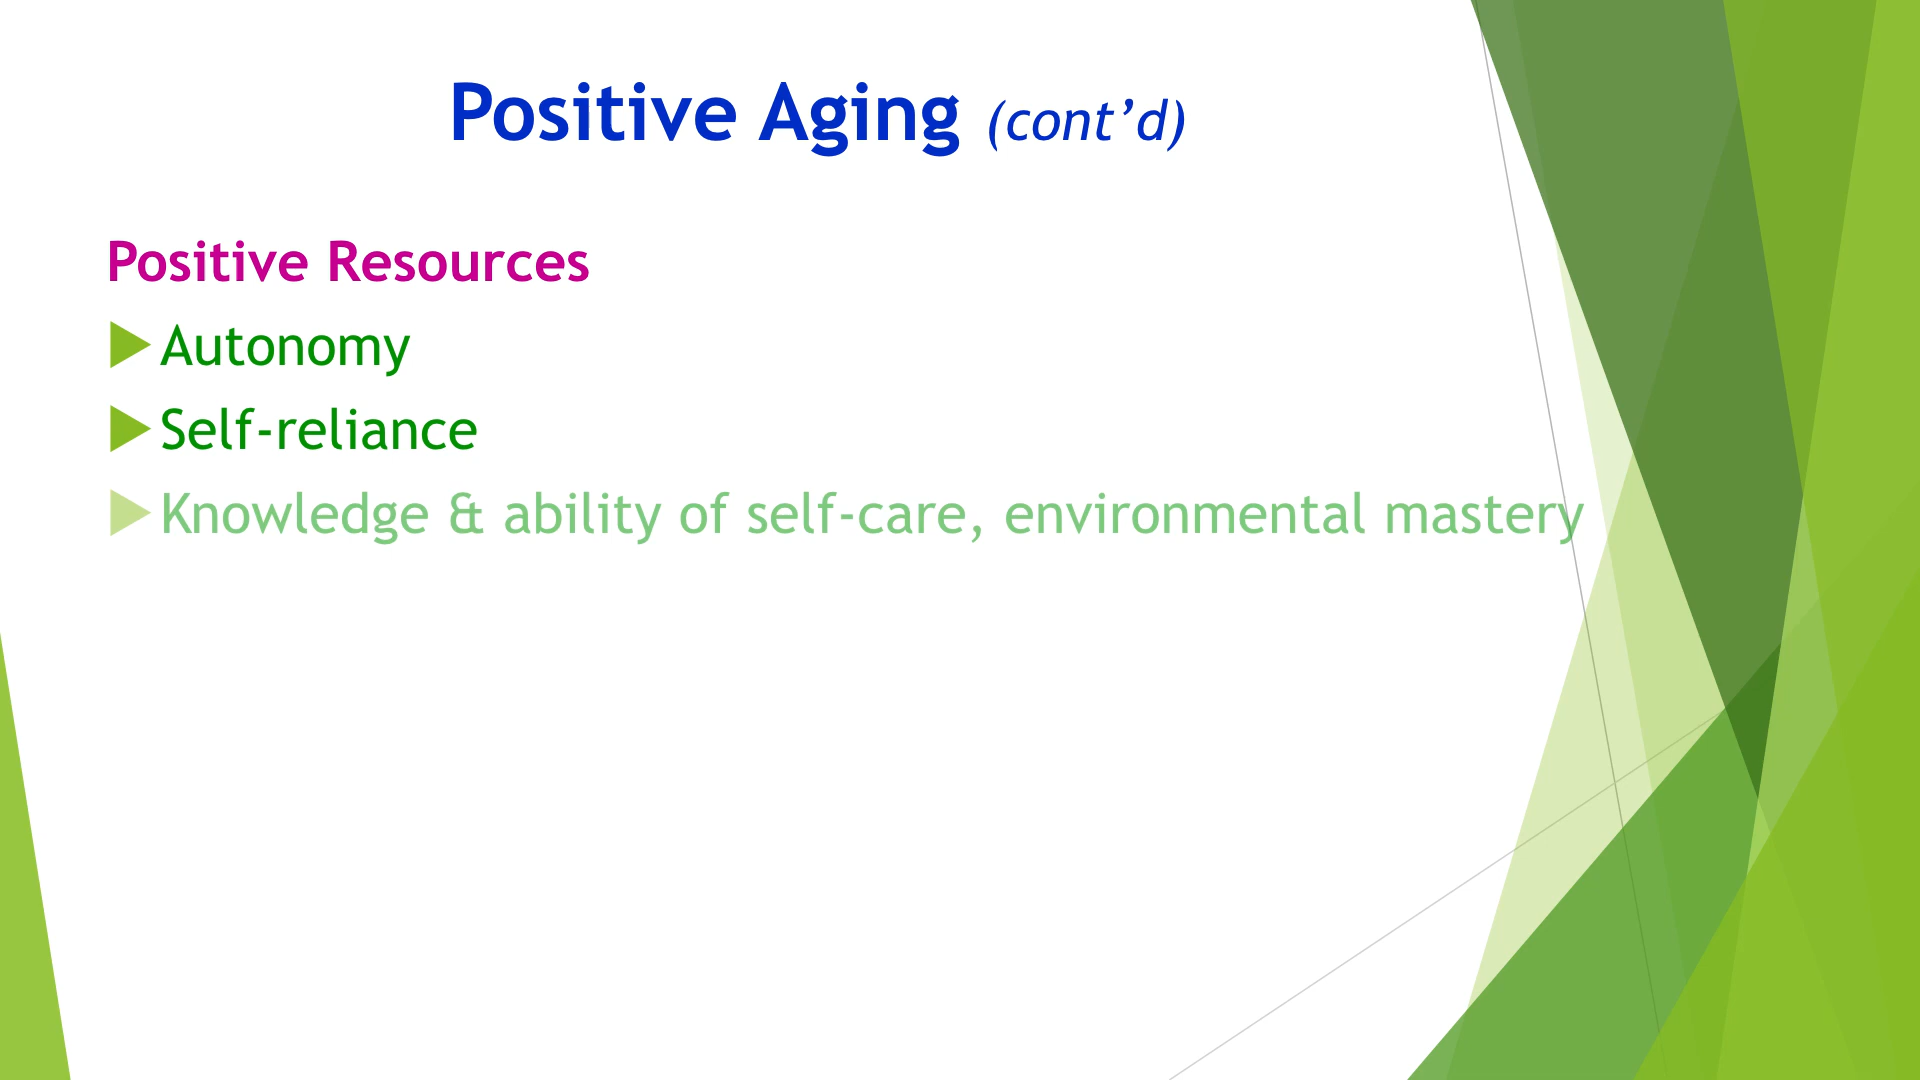 Positive Aging (cont’d)
Positive Resources
Autonomy
Self-reliance
Knowledge & ability of self-care, environmental mastery